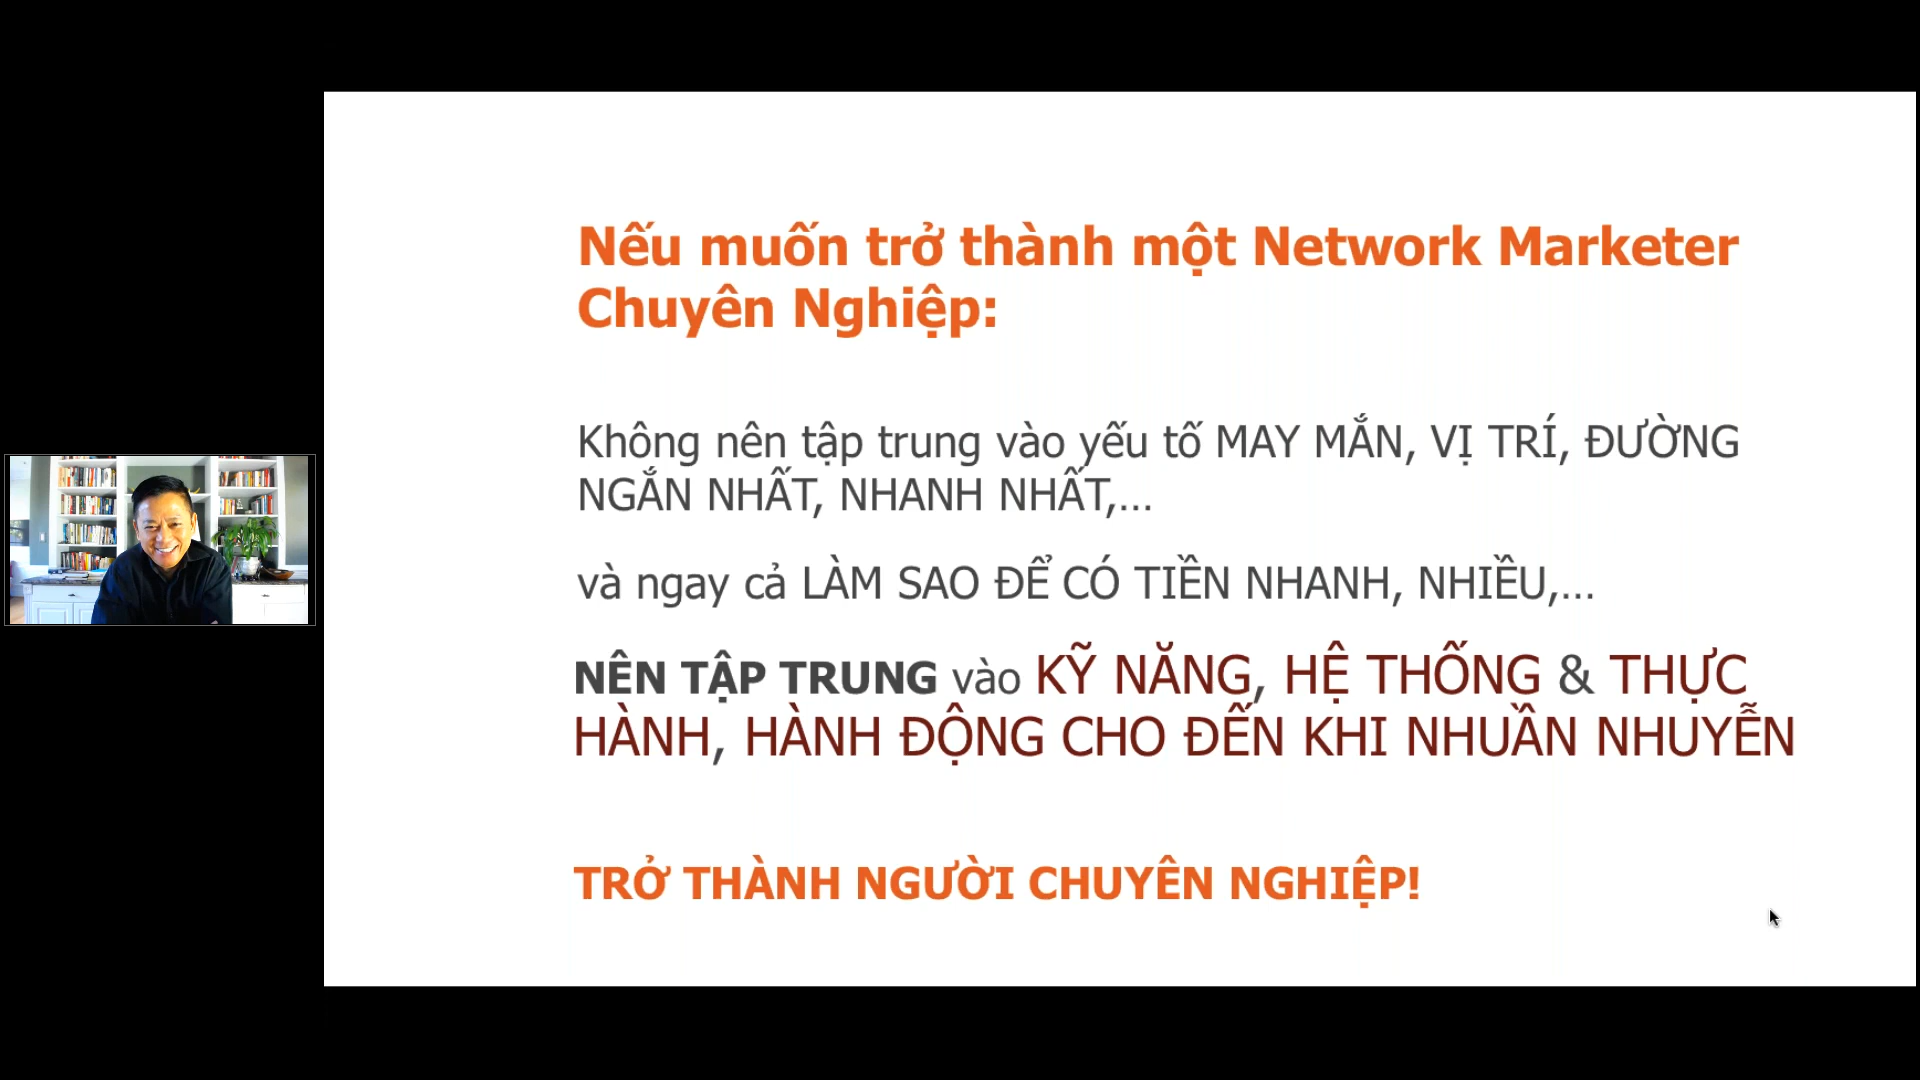 Nếu muốn trở thành một Network Marketer
Chuyên Nghiệp:
Không nên tập trung vào yếu tố MAY MẮN, VỊ TRÍ, ĐƯỜNG
NGẮN NHẤT, NHANH NHẤT,...
và ngay cả LÀM SAO ĐỂ CÓ TIỀN NHANH, NHIỀU,...
NÊN TẬP TRUNG vào KỸ NĂNG, HỆ THỐNG & THỰC
HÀNH, HÀNH ĐỘNG CHO ĐẾN KHI NHUẦN NHUYỄN
TRỞ THÀNH NGƯỜI CHUYÊN NGHIỆP!